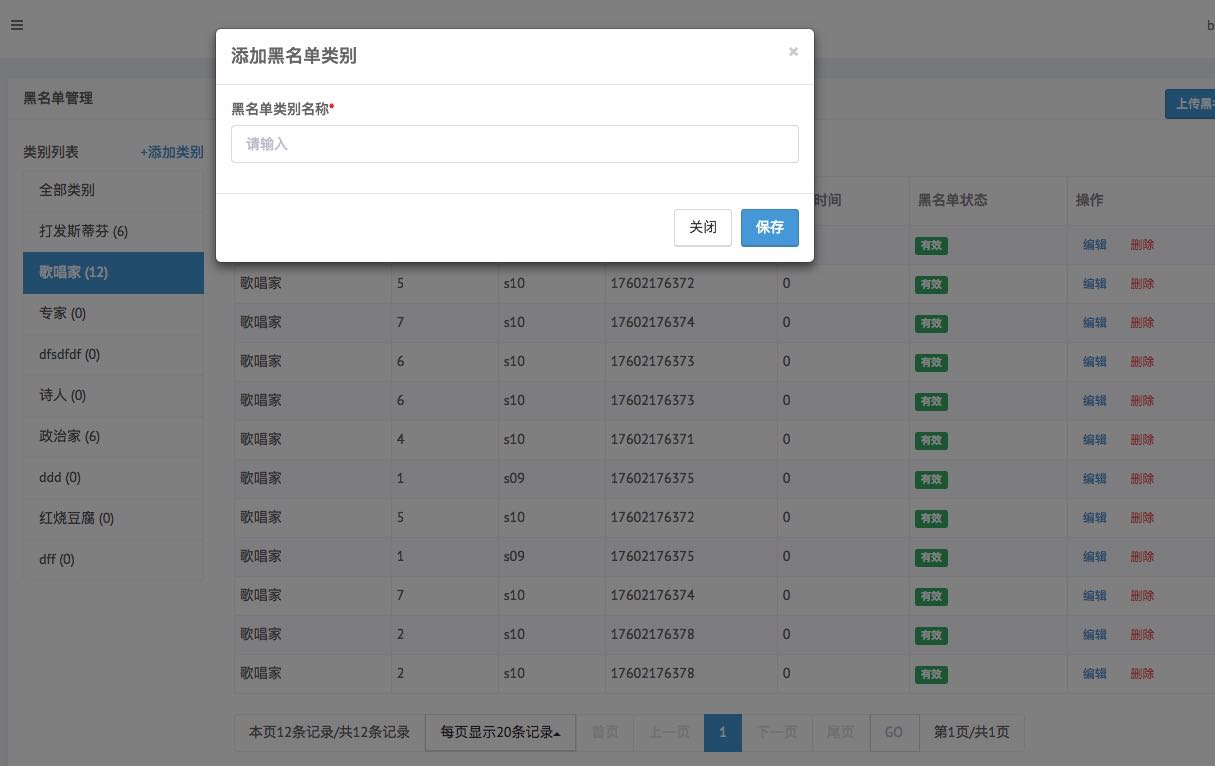 b
添加黑名单类别 ×
黑名单管理
上传黑
黑名单类别名称*
请输入
类别列表 +添加类别
全部类别
打发斯蒂芬 (6)
歌唱家 (12)
专家 (0)
dfsdfdf (0)
诗人 (0)
政治家 (6)
ddd (0)
红烧豆腐 (0)
dff (0)
关闭 保存
时间 黑名单状态 操作
有效 编辑 删除
歌唱家 5 s10 17602176372 0 有效 编辑 删除
歌唱家 7 s10 17602176374 0 有效 编辑 删除
歌唱家 6 s10 17602176373 0 有效 编辑 删除
歌唱家 6 s10 17602176373 0 有效 编辑 删除
歌唱家 4 s10 17602176371 0 有效 编辑 删除
歌唱家 1 s09 17602176375 0 有效 编辑 删除
歌唱家 5 s10 17602176372 0 有效 编辑 删除
歌唱家 1 s09 17602176375 0 有效 编辑 删除
歌唱家 7 s10 17602176374 0 有效 编辑 删除
歌唱家 2 s10 17602176378 0 有效 编辑 删除
歌唱家 2 s10 17602176378 0 有效 编辑 删除
本页12条记录/共12条记录 每页显示20条记录 首页 上一页 1 下一页 尾页 GO 第1页/共1页